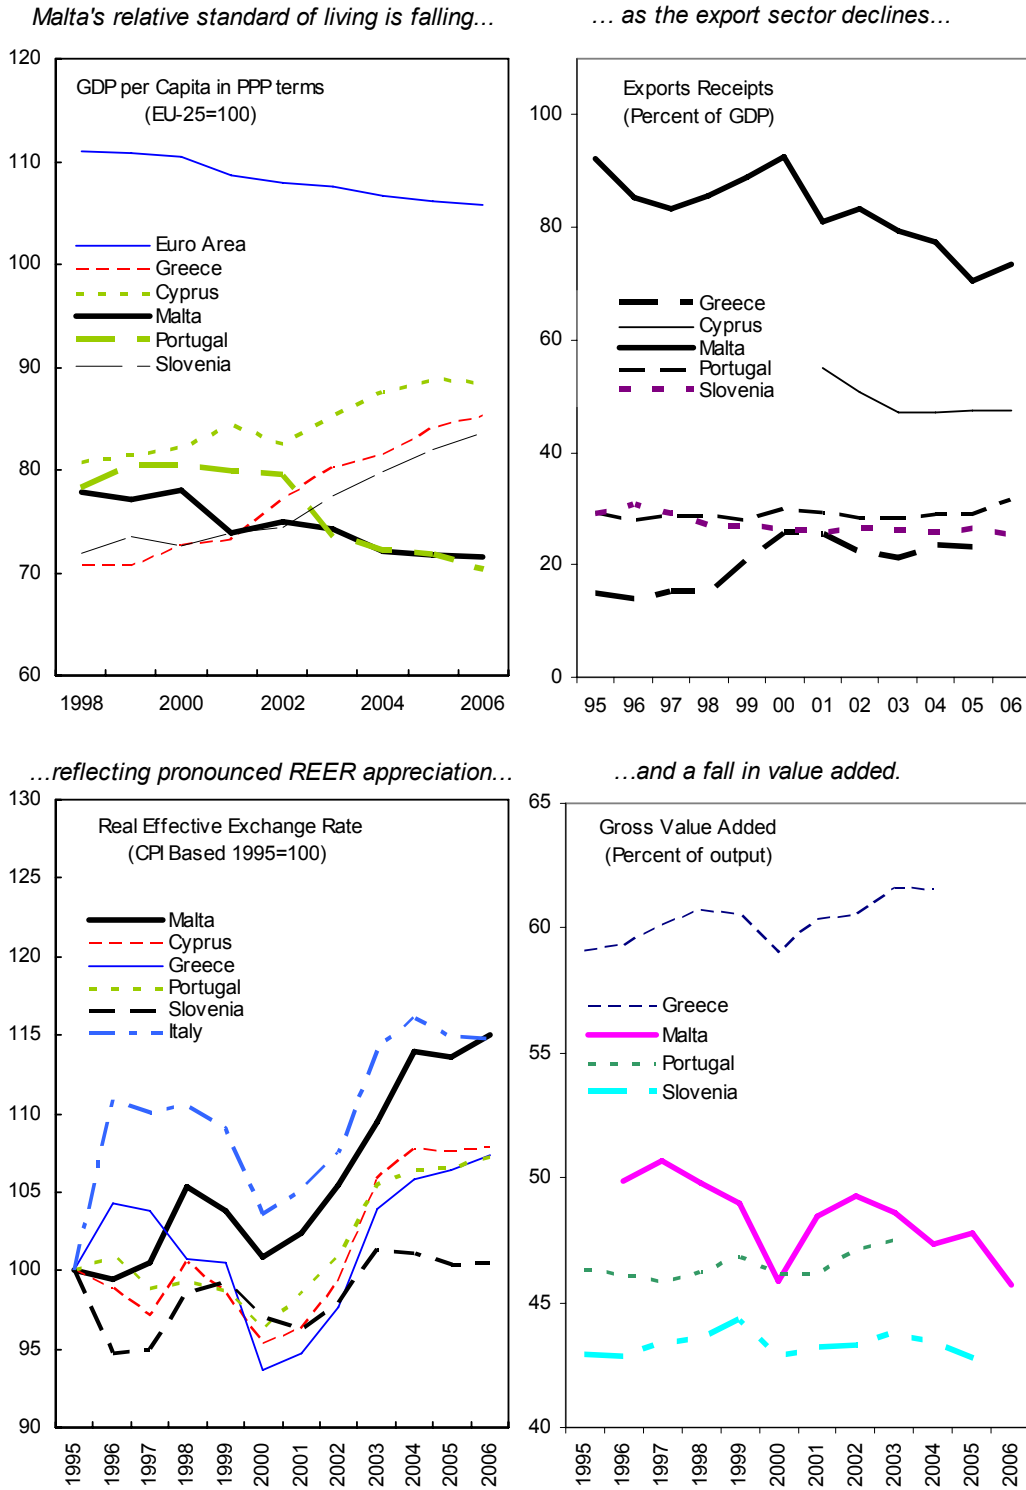 Malta's relative standard of living is falling...
... as the export sector declines...
120
110
100
90
80
70
60
GDP per Capita in PPP terms
(EU-25=100)
Euro Area
Greece
Cyprus
Malta
Portugal
Slovenia
1998 2000 2002 2004 2006
100
80
60
40
20
0
Exports Receipts
(Percent of GDP)
Greece
Cyprus
Malta
Portugal
Slovenia
95 96 97 98 99 00 01 02 03 04 05 06
...reflecting pronounced REER appreciation...
...and a fall in value added.
130
125
120
115
110
105
100
95
90
Real Effective Exchange Rate
(CPI Based 1995=100)
Malta
Cyprus
Greece
Portugal
Slovenia
Italy
1995 1996 1997 1998 1999 2000 2001 2002 2003 2004 2005 2006
65
60
55
50
45
40
Gross Value Added
(Percent of output)
Greece
Malta
Portugal
Slovenia
1995 1996 1997 1998 1999 2000 2001 2002 2003 2004 2005 2006